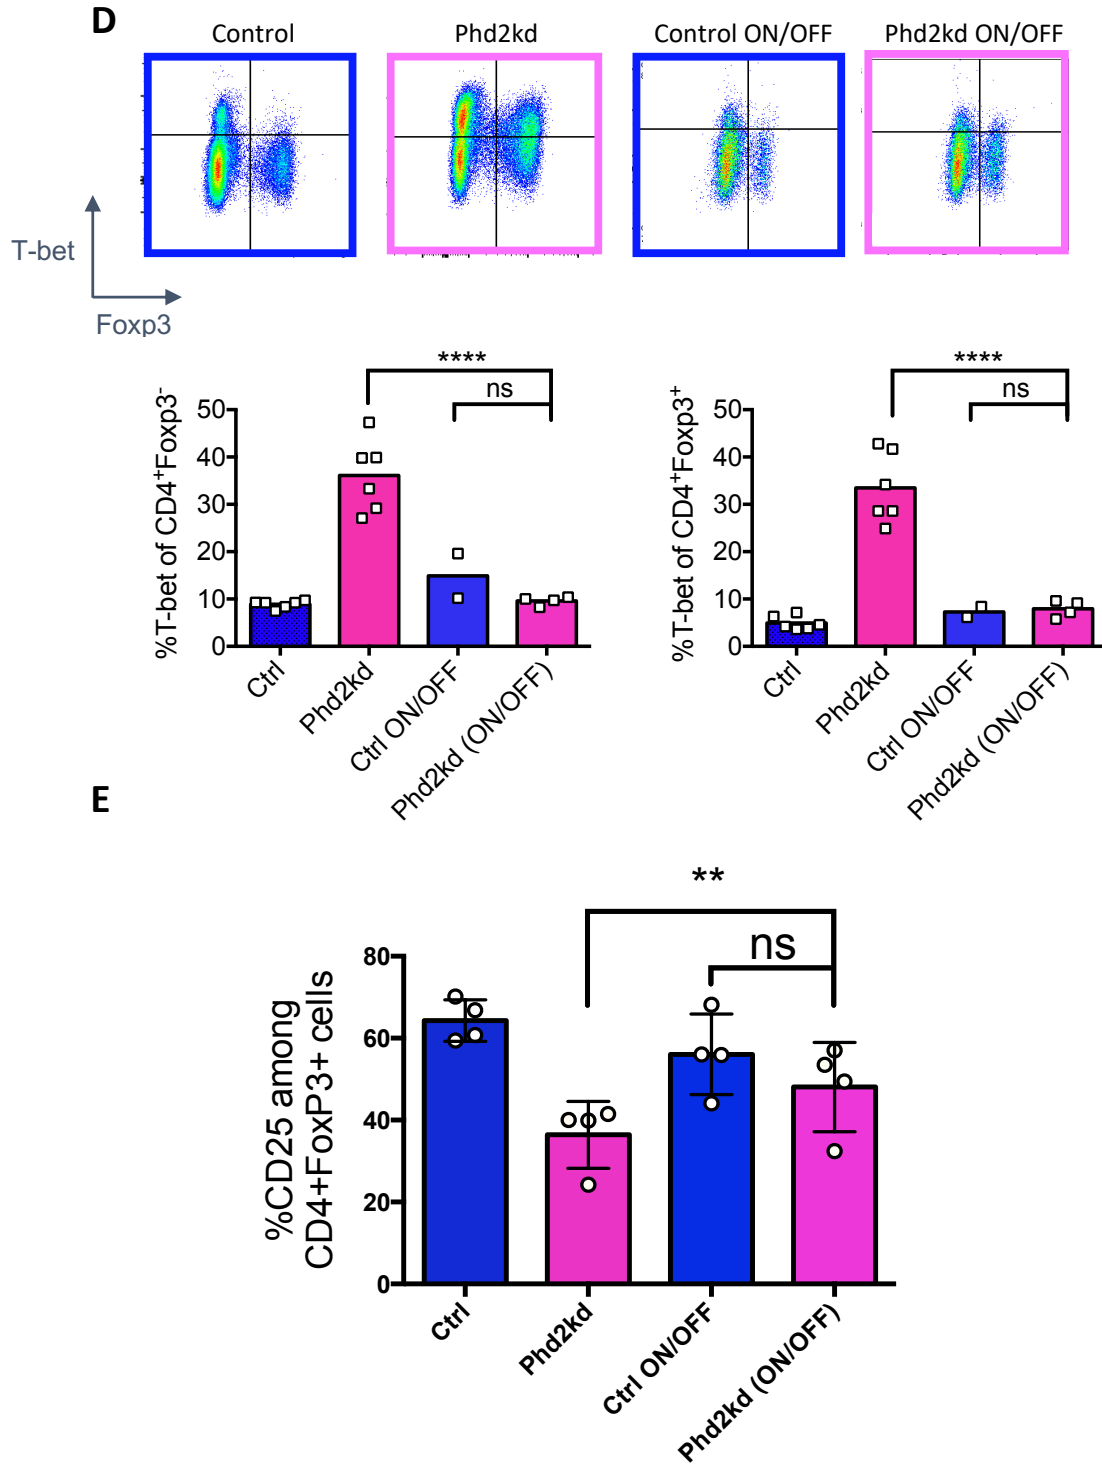 D
Control
Phd2kd
Control ON/OFF
Phd2kd ON/OFF
T-bet
Foxp3
%T-bet of CD4⁺Foxp3⁻
50
40
30
20
10
0
****
ns
Ctrl
Phd2kd
Ctrl ON/OFF
Phd2kd (ON/OFF)
%T-bet of CD4⁺Foxp3⁺
50
40
30
20
10
0
****
ns
Ctrl
Phd2kd
Ctrl ON/OFF
Phd2kd (ON/OFF)
E
%CD25 among
CD4+FoxP3+ cells
80
60
40
20
0
**
ns
Ctrl
Phd2kd
Ctrl ON/OFF
Phd2kd (ON/OFF)